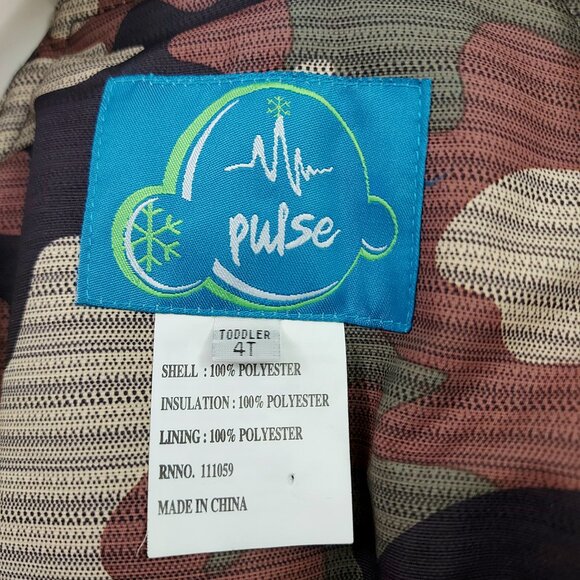 pulse
TODDLER
4T
SHELL : 100% POLYESTER
INSULATION : 100% POLYESTER
LINING : 100% POLYESTER
RNNO. 111059
MADE IN CHINA